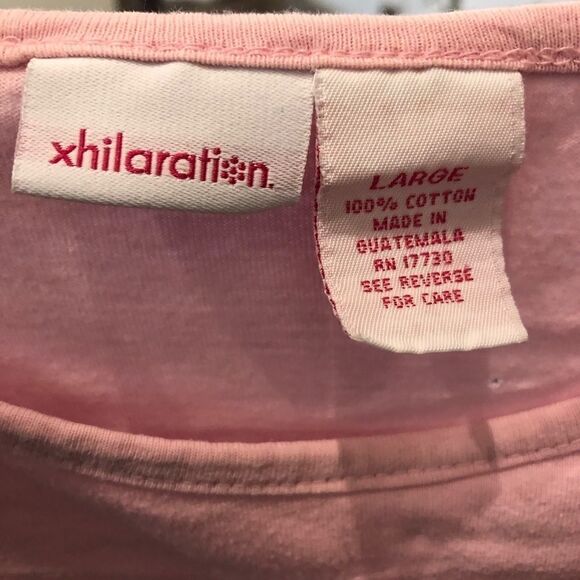 xhilaration.
LARGE
100% COTTON
MADE IN
GUATEMALA
RN 17730
SEE REVERSE
FOR CARE